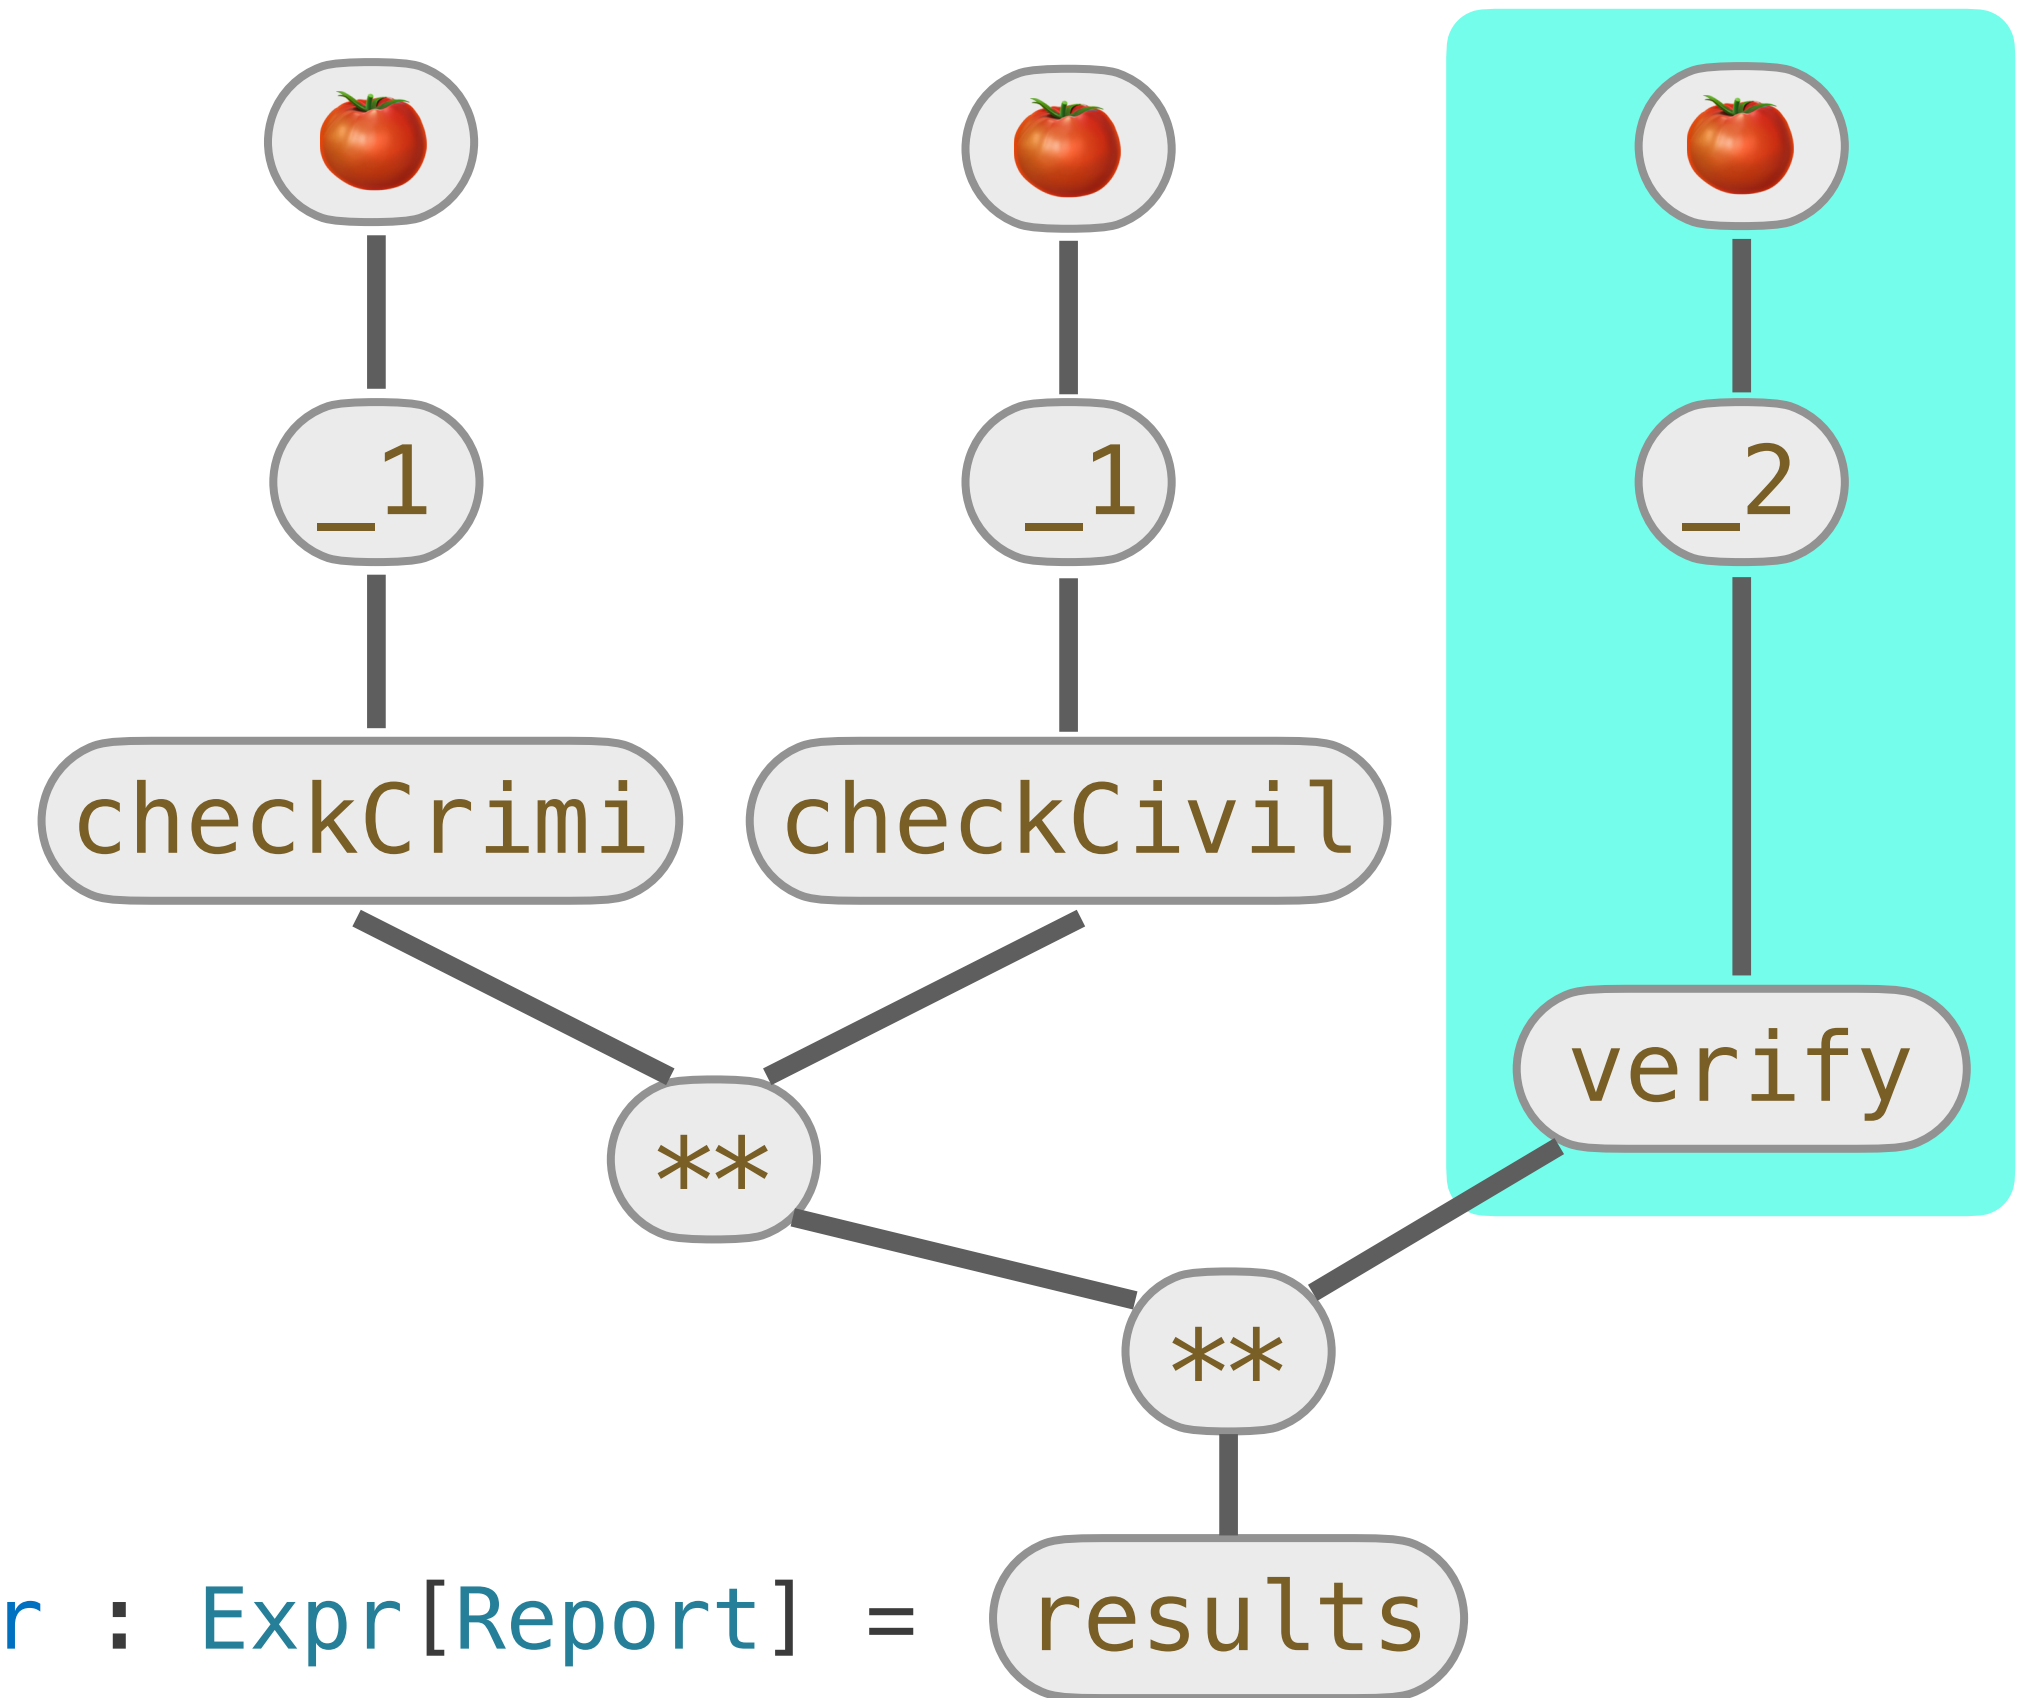 _1 _1 _2
checkCrimi checkCivil
verify
**
**
r : Expr[Report] = results